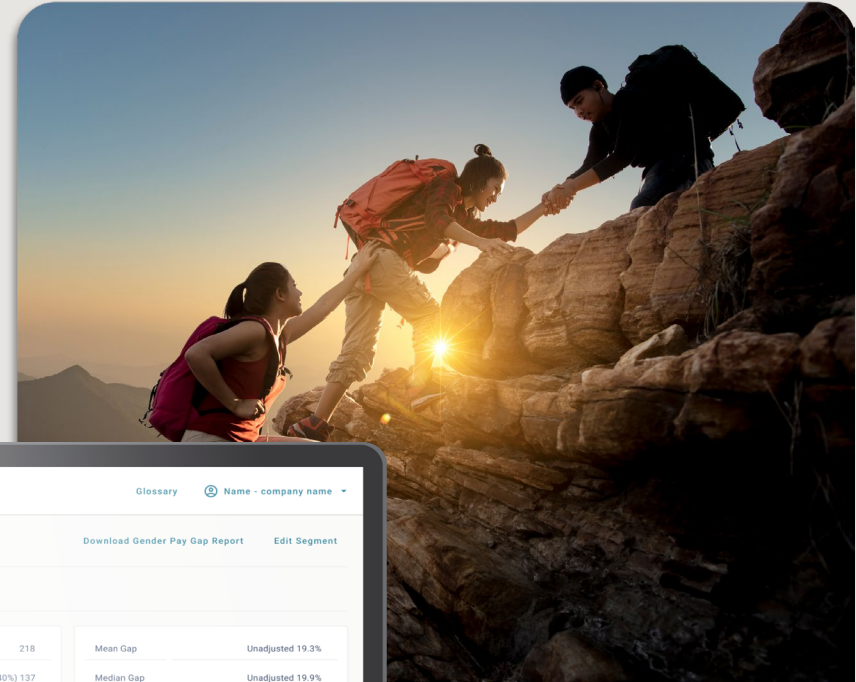 Glossary Name - company name
Download Gender Pay Gap Report Edit Segment
218 Mean Gap Unadjusted 19.3%
40%) 137 Median Gap Unadjusted 19.9%